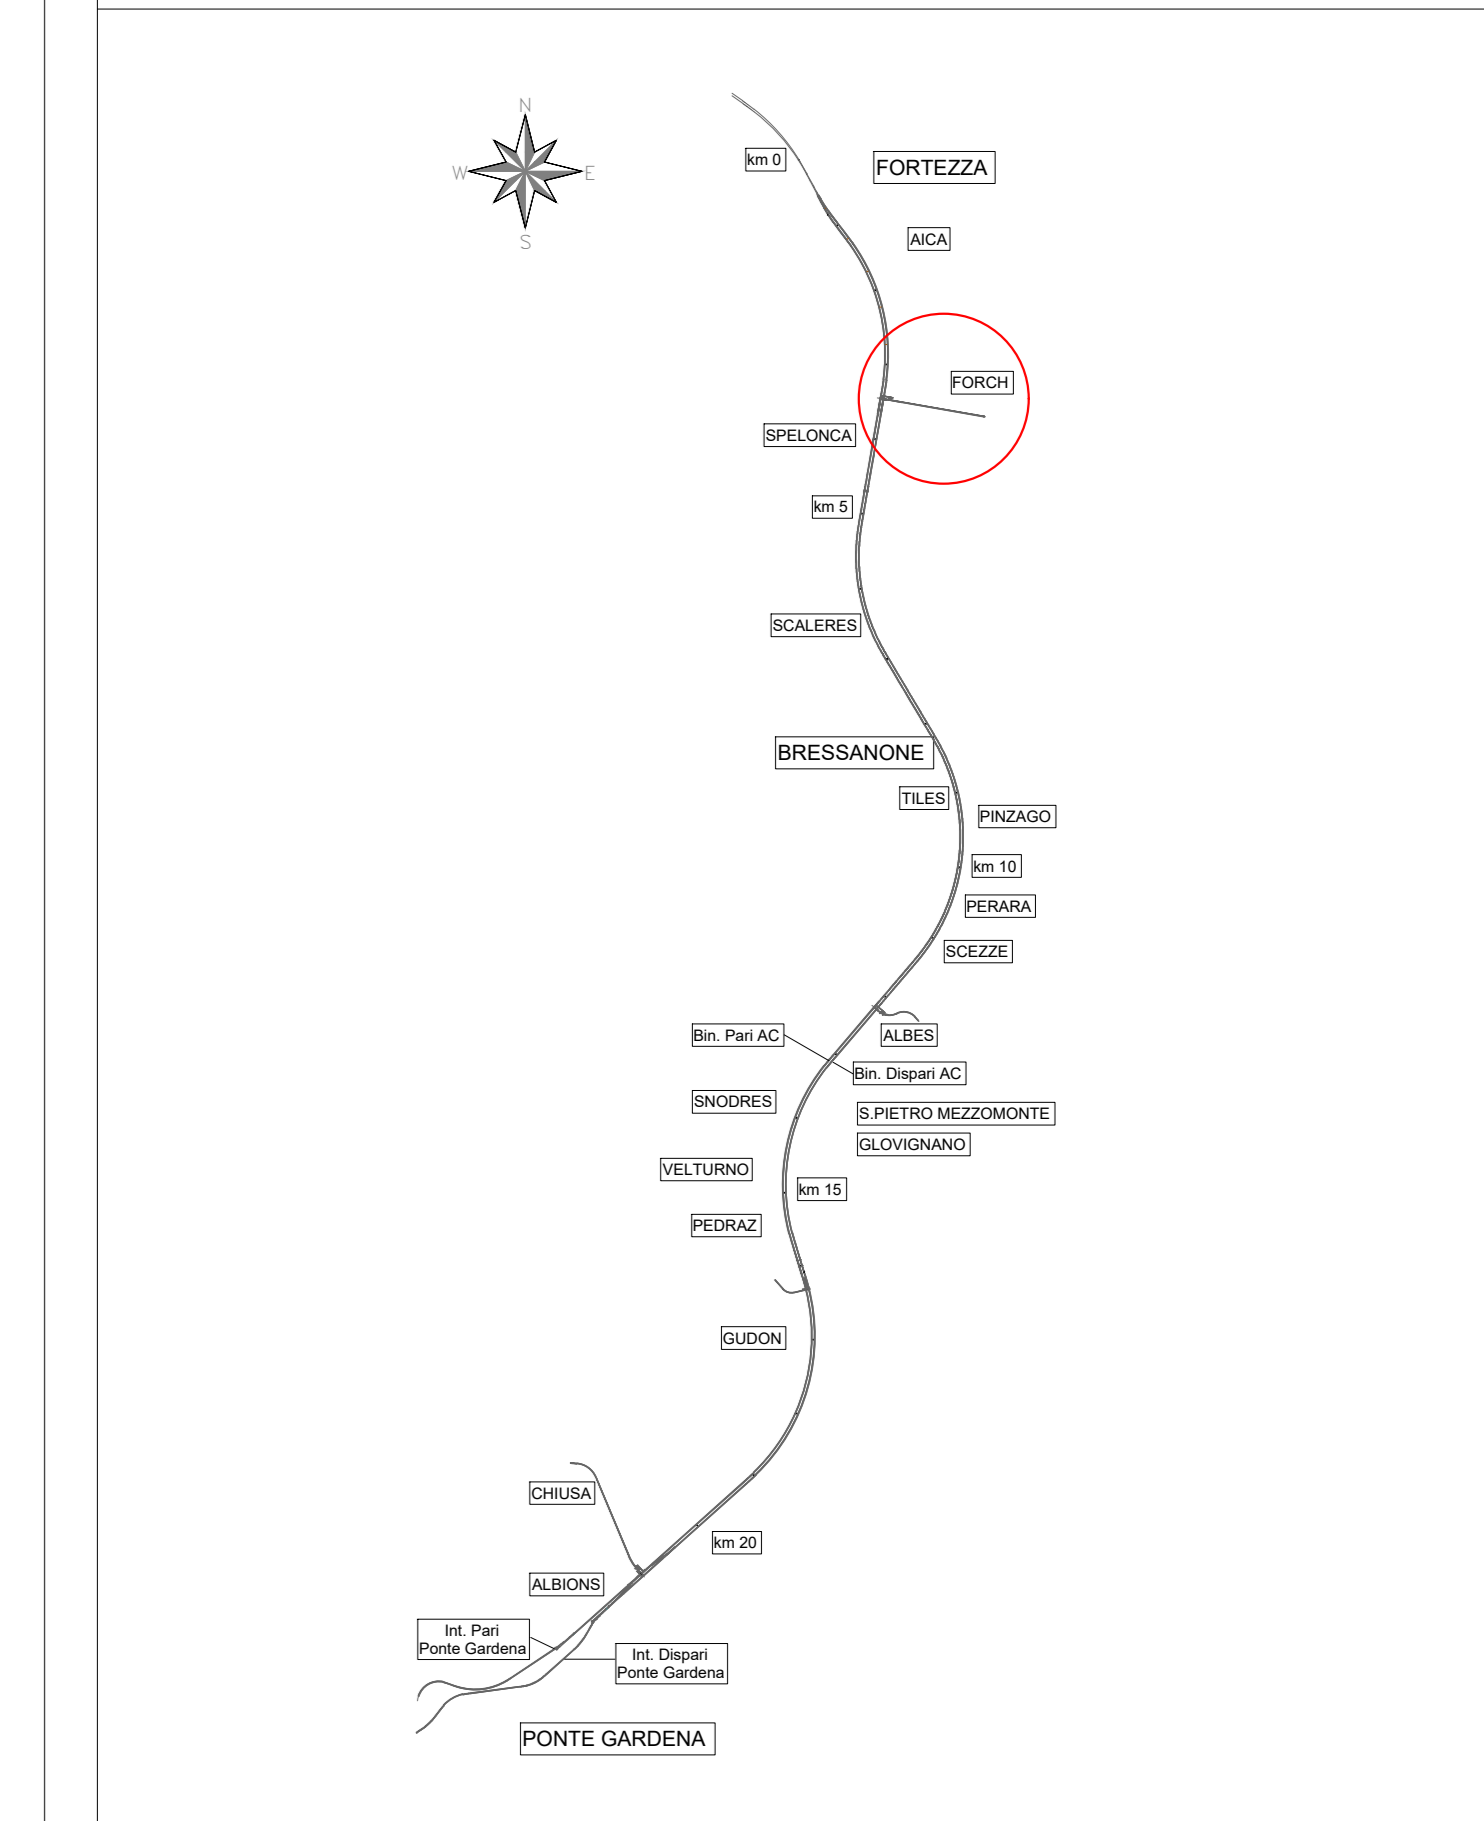 N
km 0
FORTEZZA
W
E
AICA
S
FORCH
SPELONCA
km 5
SCALERES
BRESSANONE
TILES
PINZAGO
km 10
PERARA
SCEZZE
Bin. Pari AC
ALBES
Bin. Dispari AC
SNODRES
S.PIETRO MEZZOMONTE
GLOVIGNANO
VELTURNO
km 15
PEDRAZ
GUDON
CHIUSA
km 20
ALBIONS
Int. Pari
Ponte Gardena
Int. Dispari
Ponte Gardena
PONTE GARDENA